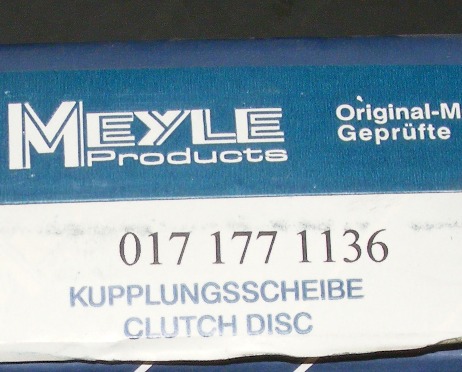 MEYLE
Products
Original-M
Geprüfte
017 177 1136
KUPPLUNGSSCHEIBE
CLUTCH DISC